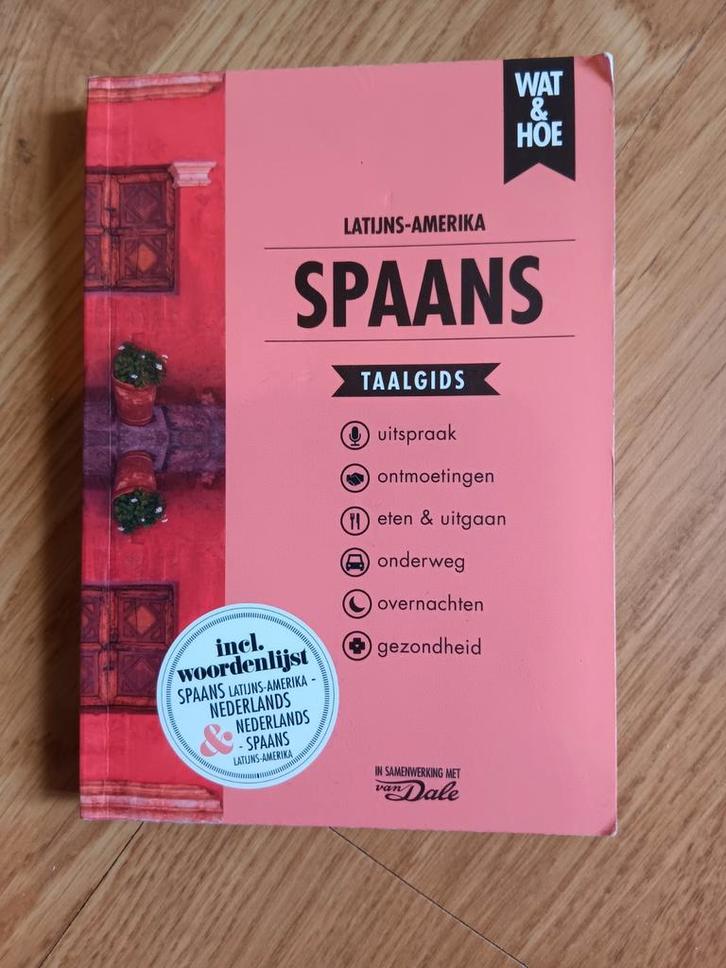 WAT
&
HOE
LATIJNS-AMERIKA
SPAANS
TAALGIDS
uitspraak
ontmoetingen
eten & uitgaan
onderweg
overnachten
gezondheid
incl.
woordenlijst
SPAANS LATIJNS-AMERIKA -
NEDERLANDS
& NEDERLANDS
- SPAANS
LATIJNS-AMERIKA
IN SAMENWERKING MET
van Dale